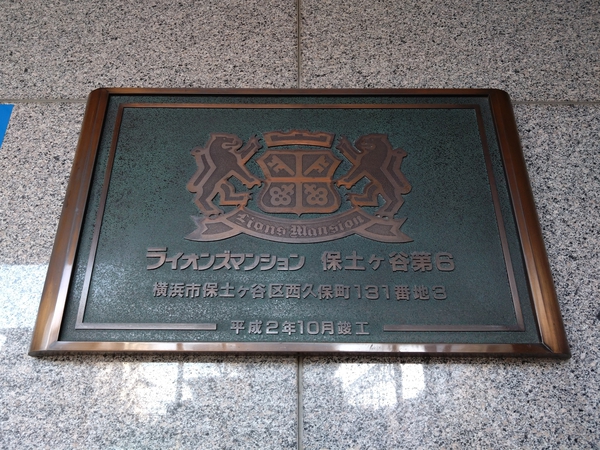 Lions Mansion
ライオンズマンション 保土ヶ谷第6
横浜市保土ヶ谷区西久保町131番地3
平成2年10月竣工